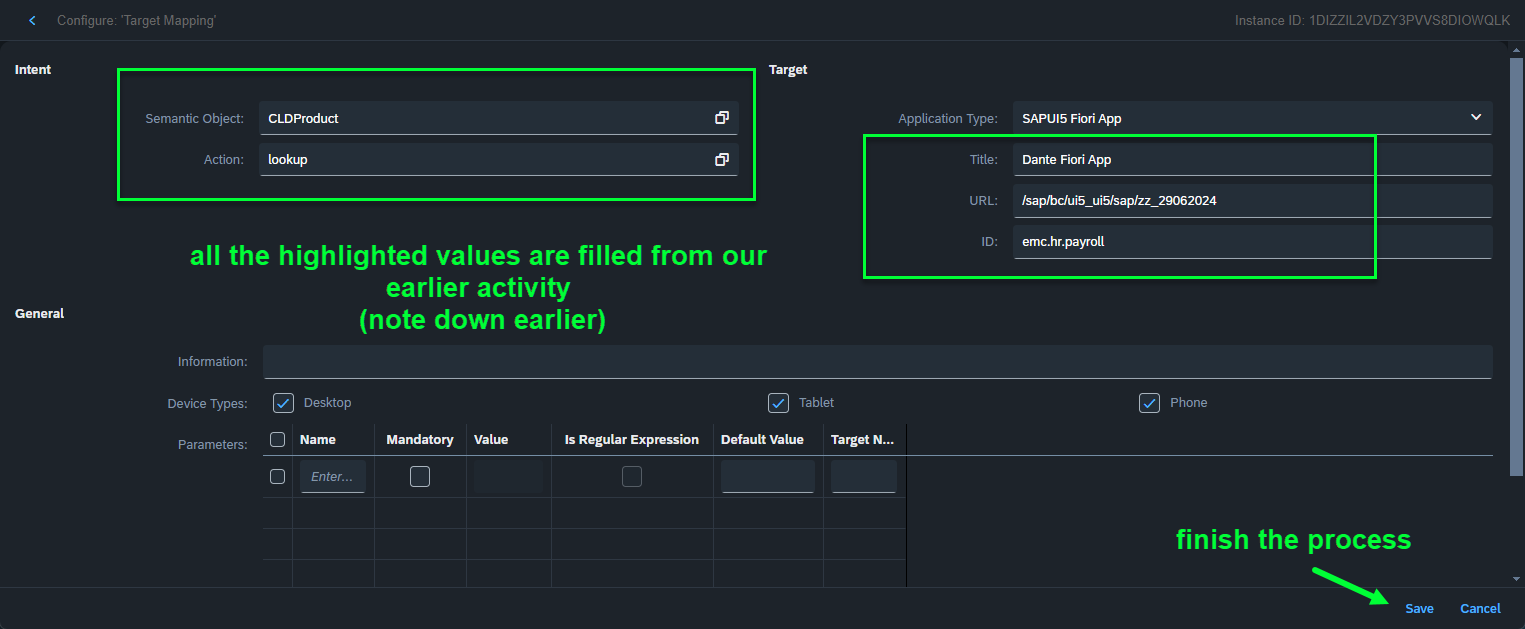 Configure: 'Target Mapping'
Instance ID: 1DIZZIL2VDZY3PVVS8DIOWQLK
Intent
Target
Semantic Object: CLDProduct
Application Type: SAPUI5 Fiori App
Action: lookup
Title: Dante Fiori App
URL: /sap/bc/ui5_ui5/sap/zz_29062024
ID: emc.hr.payroll
all the highlighted values are filled from our
earlier activity
(note down earlier)
General
Information:
Device Types: Desktop Tablet Phone
Parameters: Name Mandatory Value Is Regular Expression Default Value Target N...
Enter...
finish the process
Save Cancel